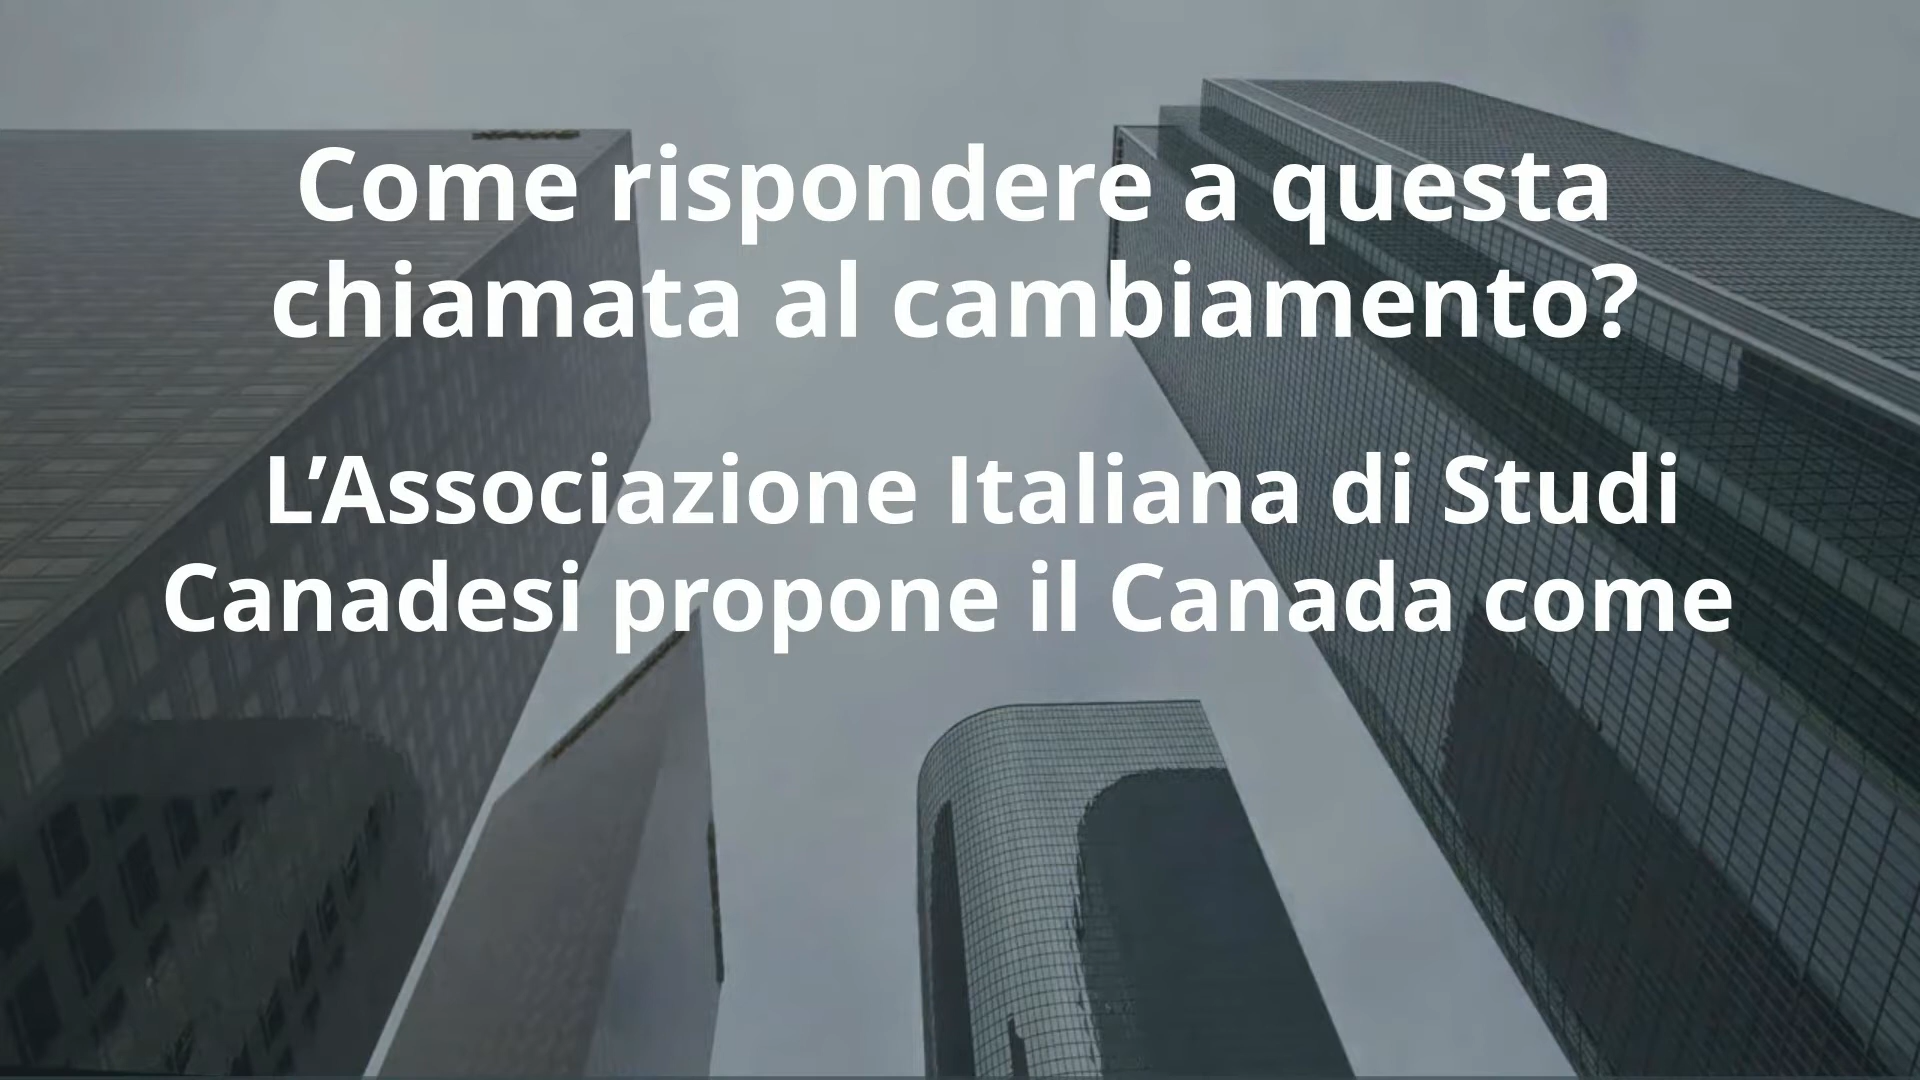 Come rispondere a questa
chiamata al cambiamento?
L’Associazione Italiana di Studi
Canadesi propone il Canada come